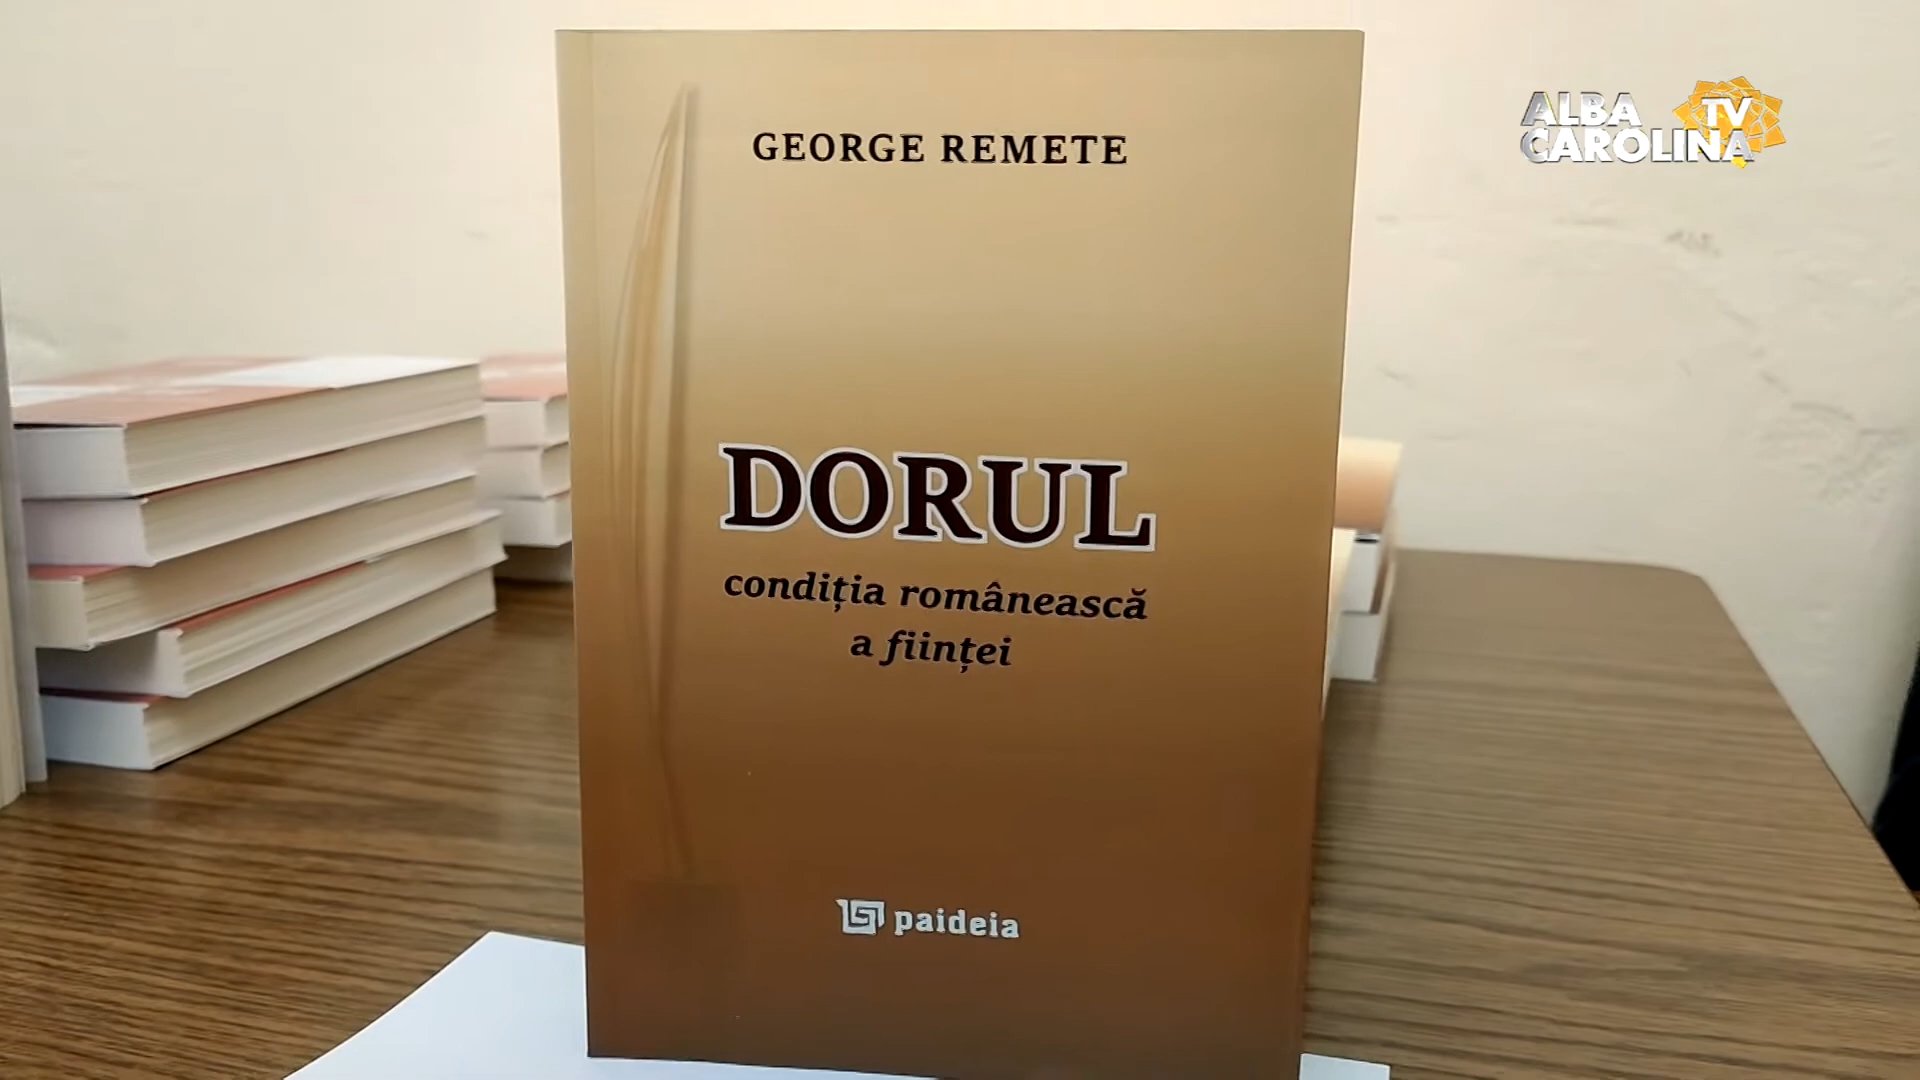 GEORGE REMETE
DORUL
condiția românească
a ființei
paideia
ALBA
TV
CAROLINA